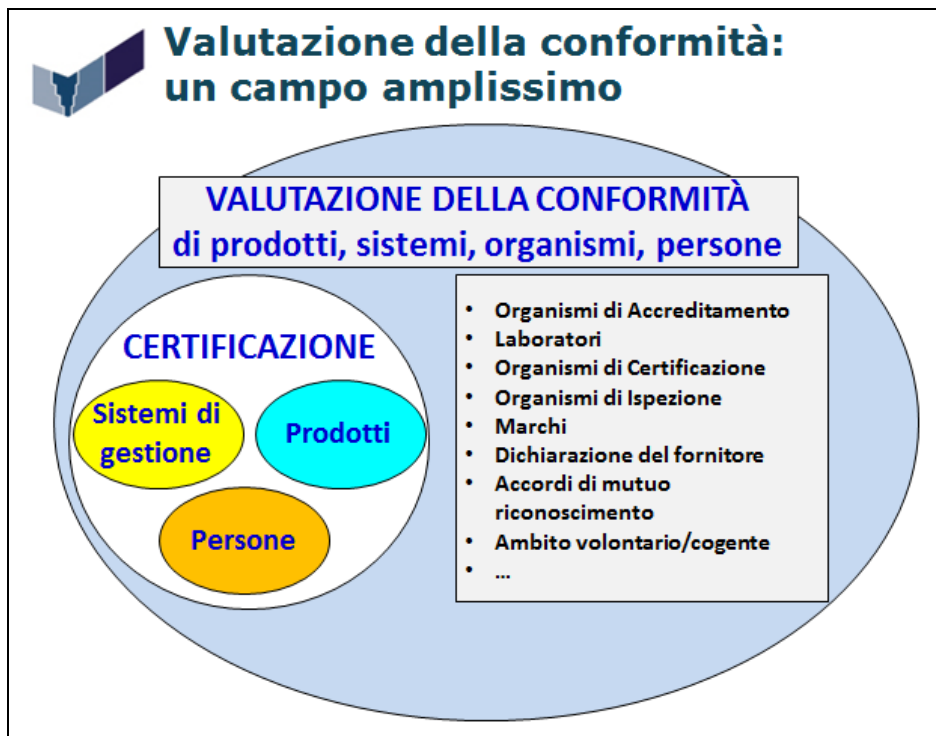 Valutazione della conformità:
un campo amplissimo
VALUTAZIONE DELLA CONFORMITÀ
di prodotti, sistemi, organismi, persone
CERTIFICAZIONE
Sistemi di
gestione
Prodotti
Persone
• Organismi di Accreditamento
• Laboratori
• Organismi di Certificazione
• Organismi di Ispezione
• Marchi
• Dichiarazione del fornitore
• Accordi di mutuo
riconoscimento
• Ambito volontario/cogente
• ...